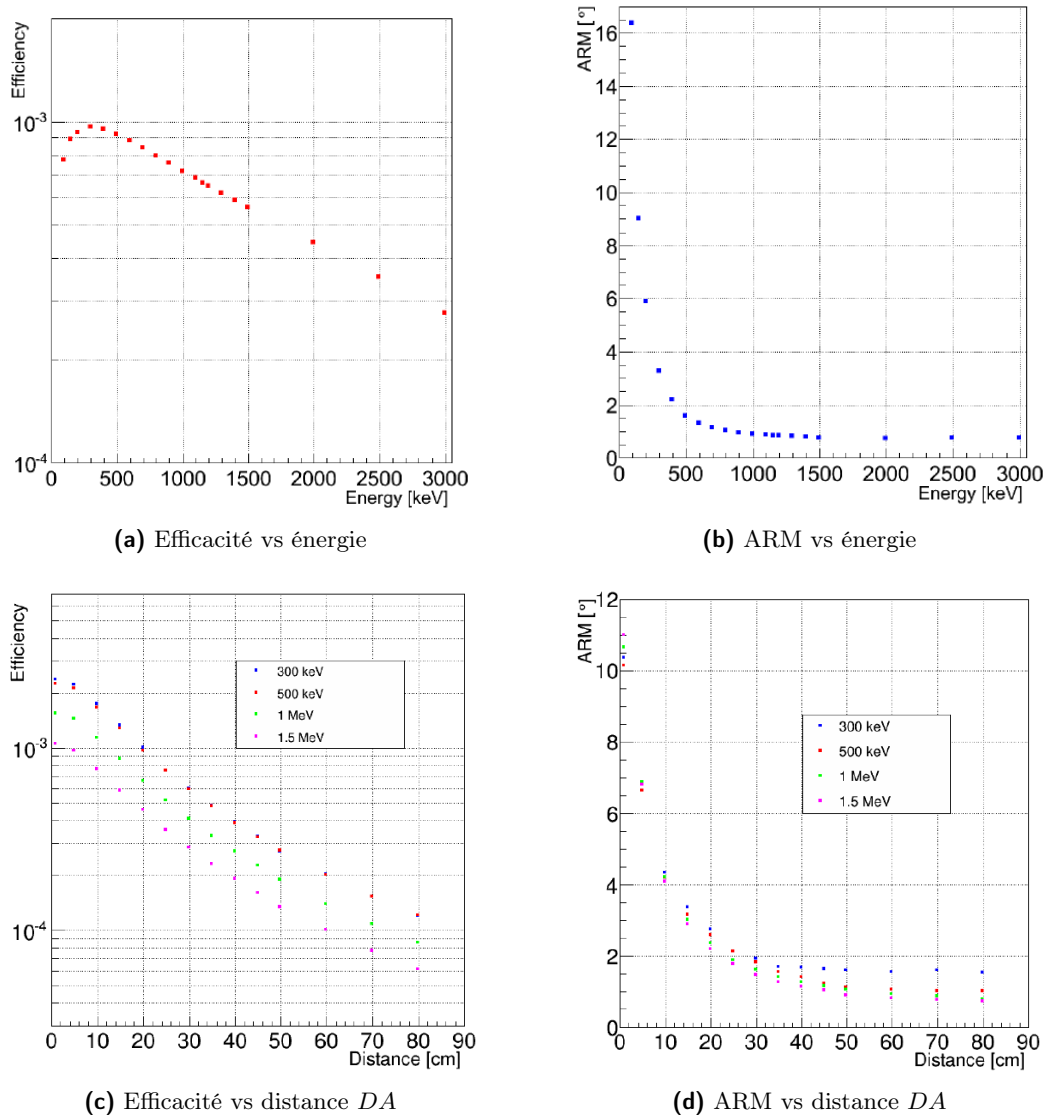 Efficiency
10⁻³
10⁻⁴
0 500 1000 1500 2000 2500 3000
Energy [keV]
(a) Efficacité vs énergie
ARM [°]
16
14
12
10
8
6
4
2
0
0 500 1000 1500 2000 2500 3000
Energy [keV]
(b) ARM vs énergie
Efficiency
10⁻³
10⁻⁴
300 keV
500 keV
1 MeV
1.5 MeV
0 10 20 30 40 50 60 70 80 90
Distance [cm]
(c) Efficacité vs distance DA
ARM [°]
12
10
8
6
4
2
0
300 keV
500 keV
1 MeV
1.5 MeV
0 10 20 30 40 50 60 70 80 90
Distance [cm]
(d) ARM vs distance DA